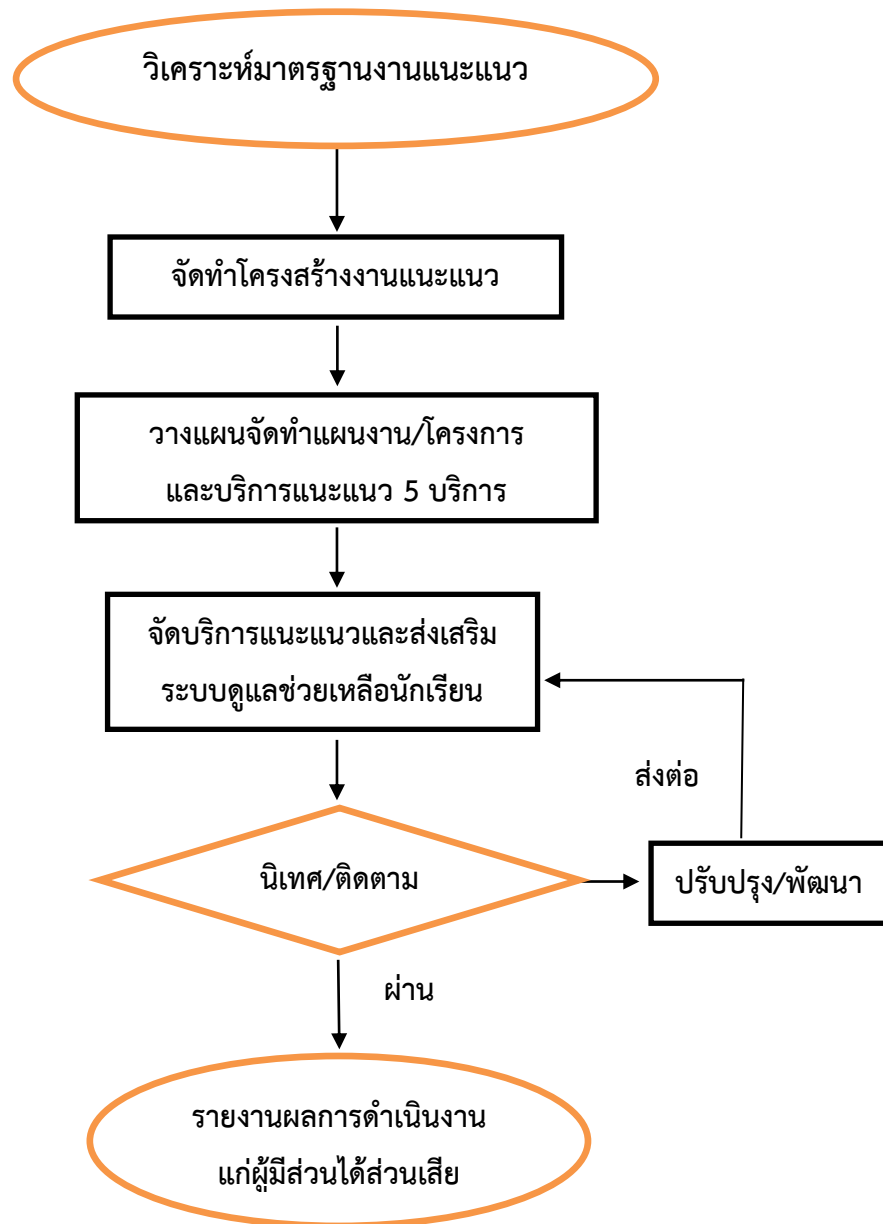 วิเคราะห์มาตรฐานงานแนะแนว
จัดทำโครงสร้างงานแนะแนว
วางแผนจัดทำแผนงาน/โครงการ
และบริการแนะแนว 5 บริการ
จัดบริการแนะแนวและส่งเสริม
ระบบดูแลช่วยเหลือนักเรียน
ส่งต่อ
นิเทศ/ติดตาม
ปรับปรุง/พัฒนา
ผ่าน
รายงานผลการดำเนินงาน
แก่ผู้มีส่วนได้ส่วนเสีย